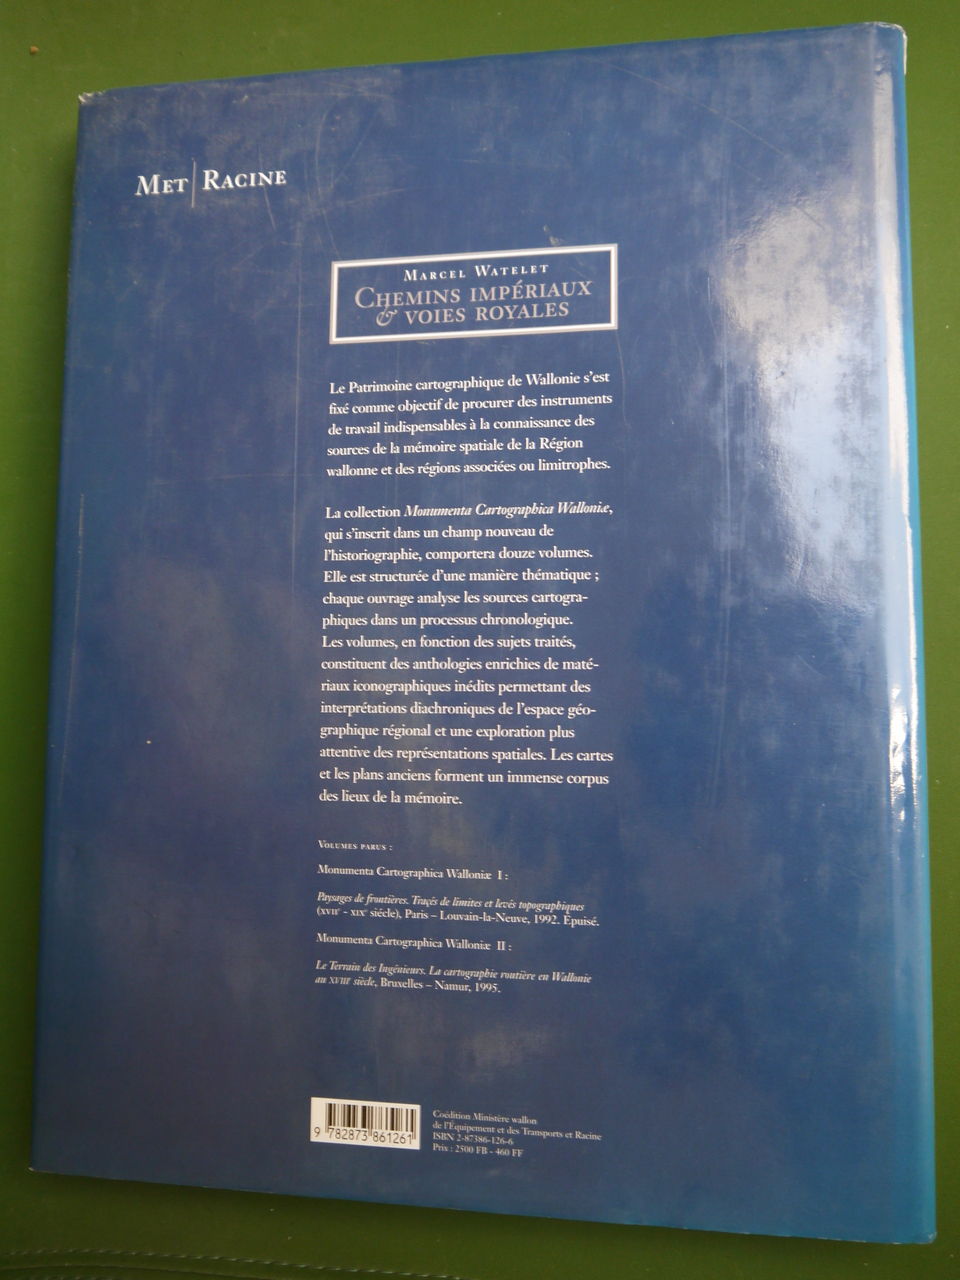 MET | RACINE
MARCEL WATELET
CHEMINS IMPÉRIAUX
& VOIES ROYALES
Le Patrimoine cartographique de Wallonie s'est
fixé comme objectif de procurer des instruments
de travail indispensables à la connaissance des
sources de la mémoire spatiale de la Région
wallonne et des régions associées ou limitrophes.
La collection Monumenta Cartographica Walloniæ,
qui s'inscrit dans un champ nouveau de
l'historiographie, comportera douze volumes.
Elle est structurée d'une manière thématique ;
chaque ouvrage analyse les sources cartogra-
phiques dans un processus chronologique.
Les volumes, en fonction des sujets traités,
constituent des anthologies enrichies de maté-
riaux iconographiques inédits permettant des
interprétations diachroniques de l'espace géo-
graphique régional et une exploration plus
attentive des représentations spatiales. Les cartes
et les plans anciens forment un immense corpus
des lieux de la mémoire.
VOLUMES PARUS :
Monumenta Cartographica Walloniæ I :
Paysages de frontières. Tracés de limites et levés topographiques
(XVIIe - XIXe siécle), Paris – Louvain-la-Neuve, 1992. Épuisé.
Monumenta Cartographica Walloniæ II :
Le Terrain des Ingénieurs. La cartographie routière en Wallonie
au XVIIIe siècle, Bruxelles – Namur, 1995.
9 782873 861261
Coédition Ministère wallon
de l'Équipement et des Transports et Racine
ISBN 2-87386-126-6
Prix : 2500 FB - 460 FF